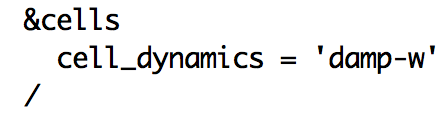 &cells
  cell_dynamics = 'damp-w'
/